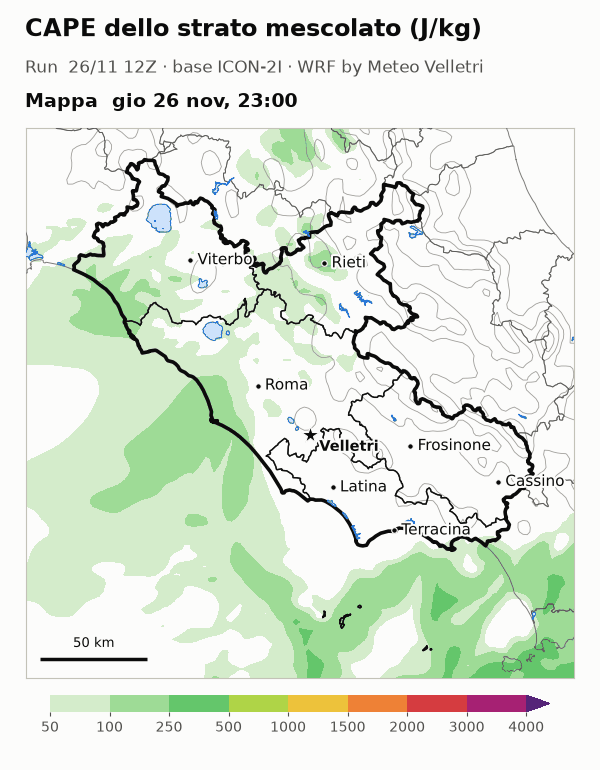 CAPE dello strato mescolato (J/kg)
Run 26/11 12Z · base ICON-2I · WRF by Meteo Velletri
Mappa gio 26 nov, 23:00
Viterbo
Rieti
Roma
Velletri
Frosinone
Latina
Cassino
Terracina
50 km
50 100 250 500 1000 1500 2000 3000 4000